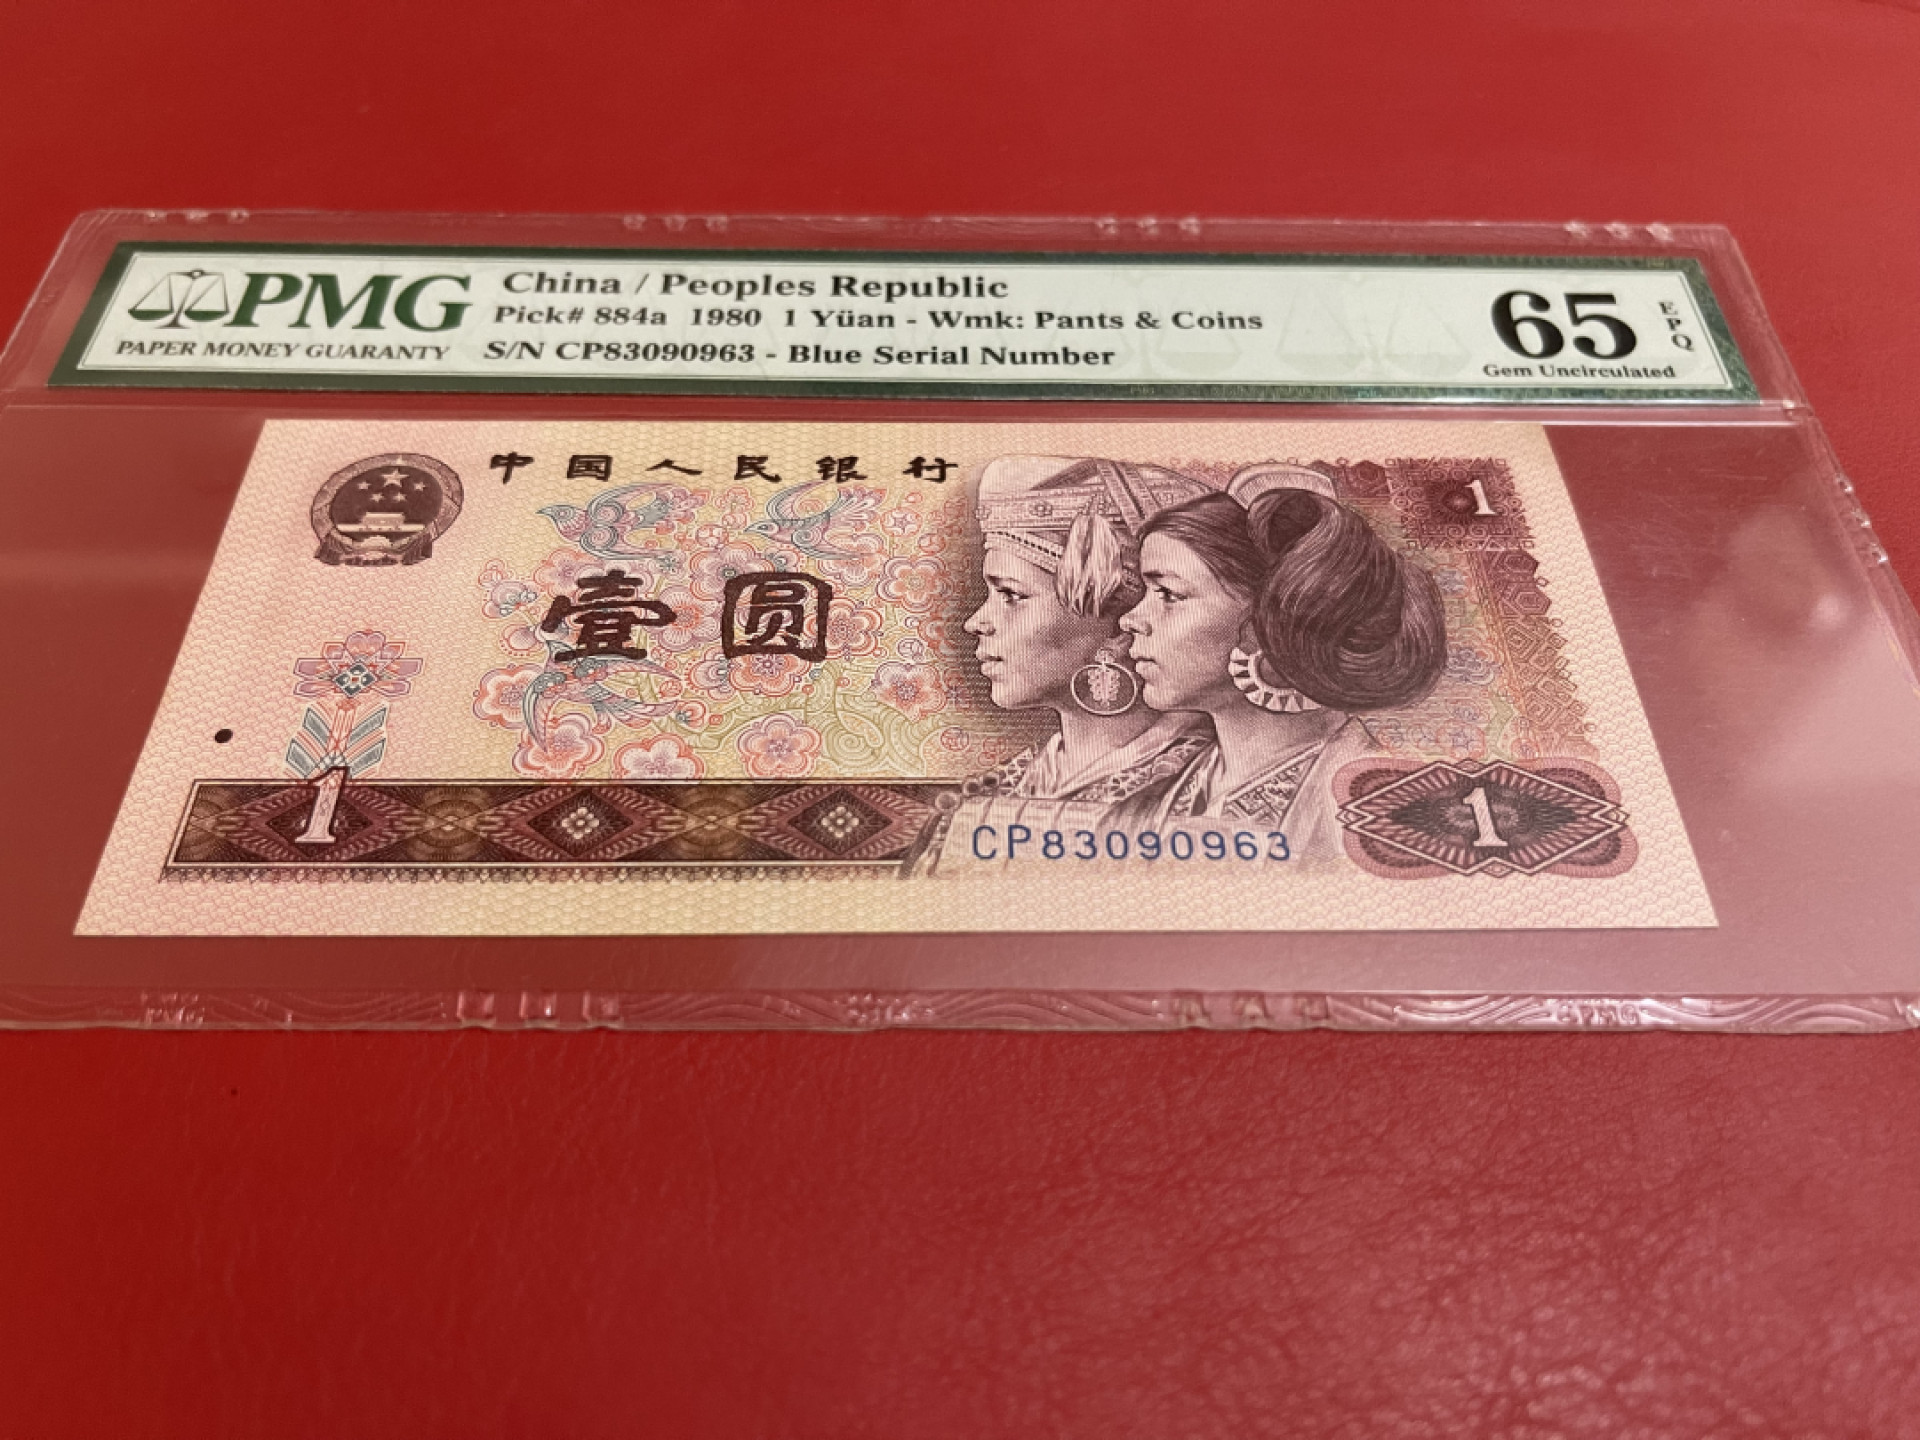 PMG
PAPER MONEY GUARANTY
China / Peoples Republic
Pick# 884a 1980 1 Yüan - Wmk: Pants & Coins
S/N CP83090963 - Blue Serial Number
65
EPQ
Gem Uncirculated
中国人民银行
1
壹圆
1
CP83090963
1